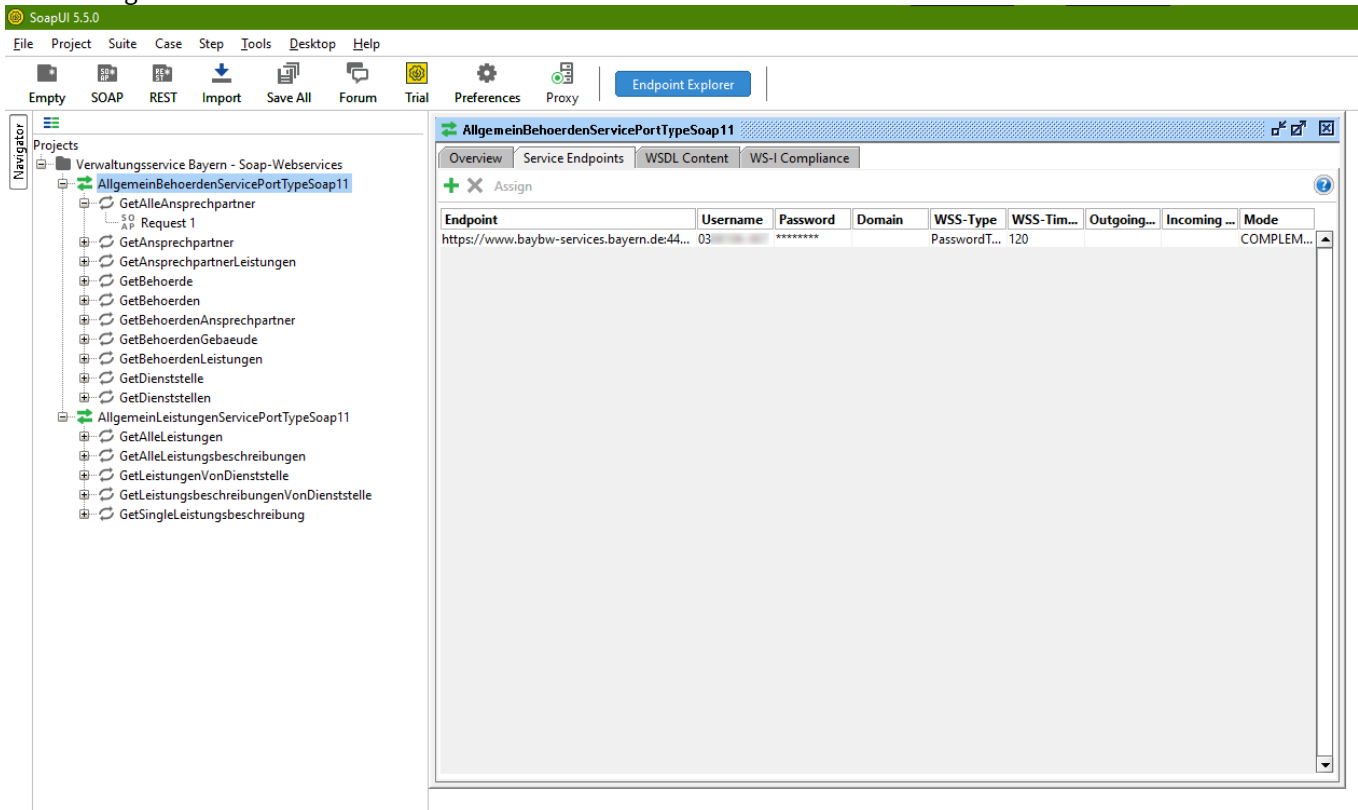 SoapUI 5.5.0
File Project Suite Case Step Tools Desktop Help
Empty SOAP REST Import Save All Forum Trial Preferences Proxy Endpoint Explorer
Navigator
Projects
Verwaltungsservice Bayern - Soap-Webservices
AllgemeinBehoerdenServicePortTypeSoap11
GetAlleAnsprechpartner
SOAP Request 1
GetAnsprechpartner
GetAnsprechpartnerLeistungen
GetBehoerde
GetBehoerden
GetBehoerdenAnsprechpartner
GetBehoerdenGebaeude
GetBehoerdenLeistungen
GetDienststelle
GetDienststellen
AllgemeinLeistungenServicePortTypeSoap11
GetAlleLeistungen
GetAlleLeistungsbeschreibungen
GetLeistungenVonDienststelle
GetLeistungsbeschreibungenVonDienststelle
GetSingleLeistungsbeschreibung
AllgemeinBehoerdenServicePortTypeSoap11
Overview Service Endpoints WSDL Content WS-I Compliance
Assign
Endpoint Username Password Domain WSS-Type WSS-Tim... Outgoing... Incoming ... Mode
https://www.baybw-services.bayern.de:44... 03 ******** PasswordT... 120 COMPLEM...